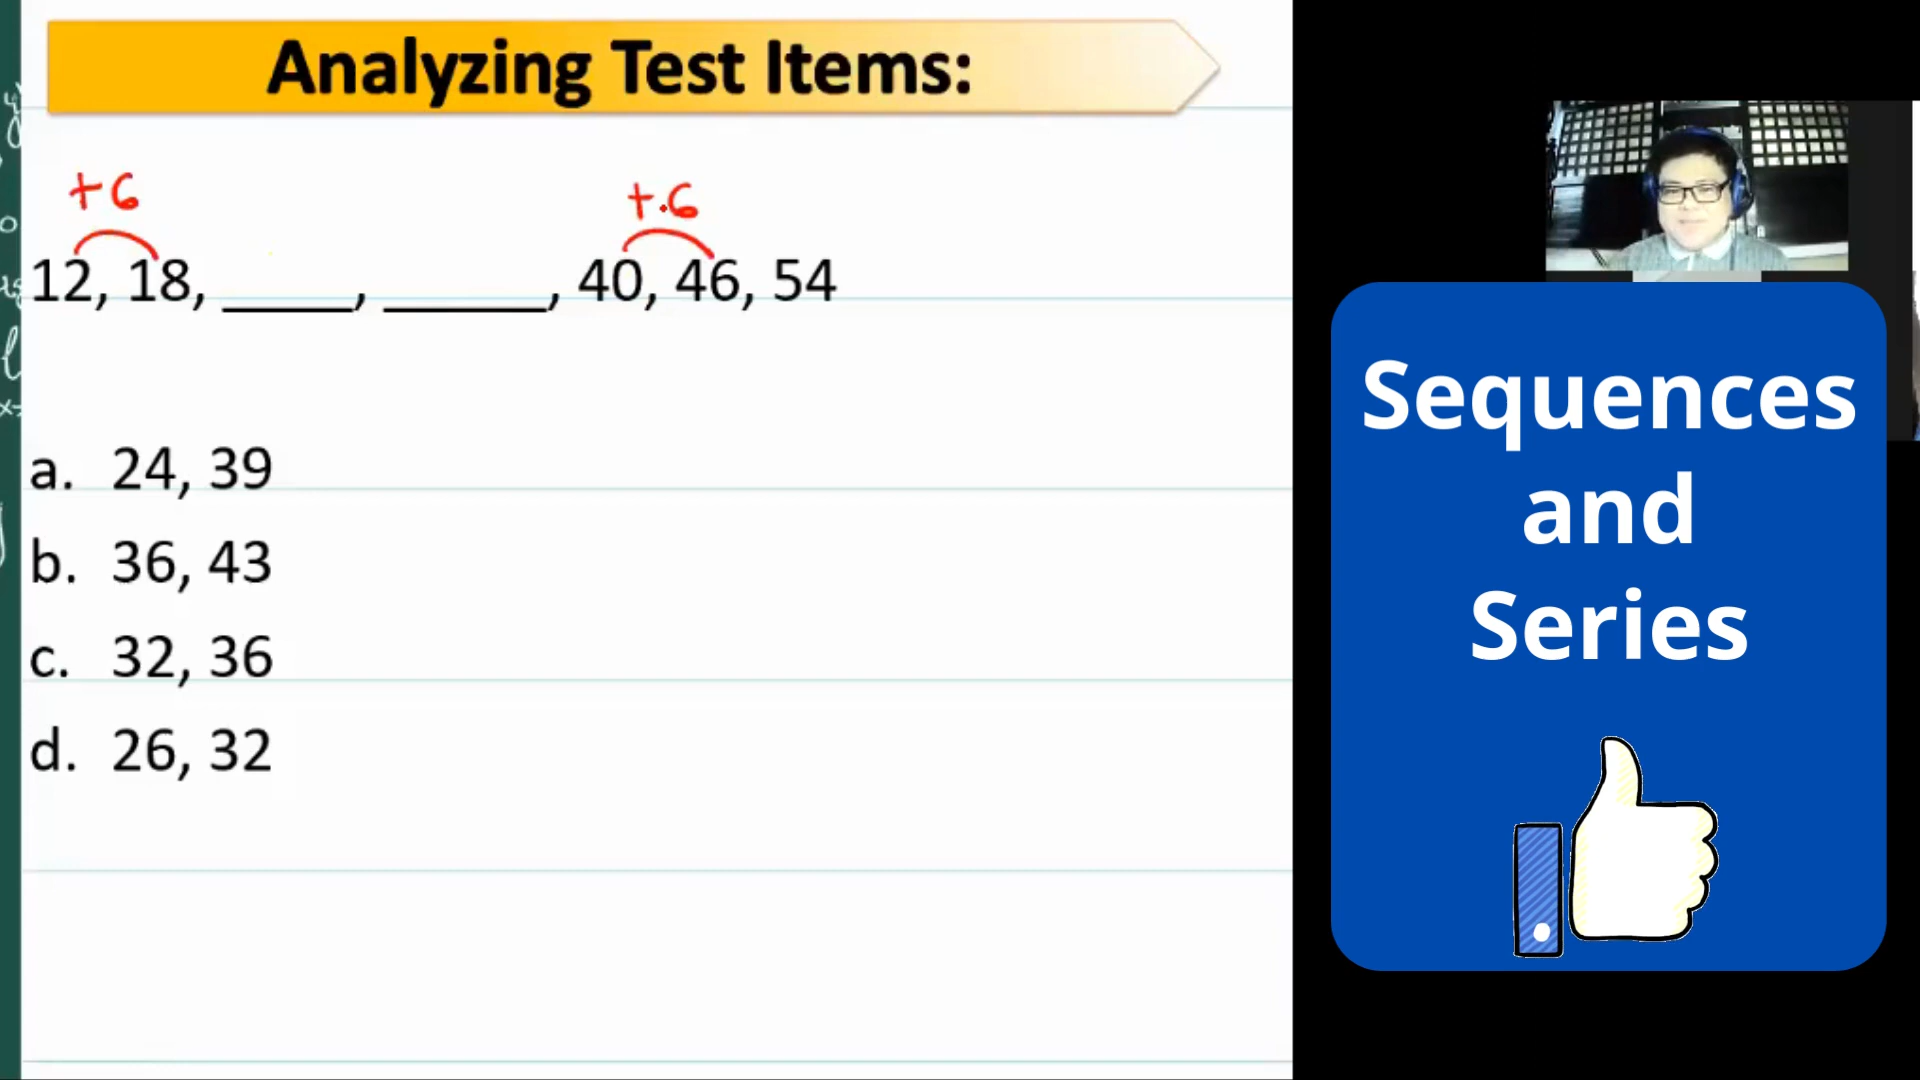 Analyzing Test Items:
+6
+6
12, 18, _____, ______, 40, 46, 54
a. 24, 39
b. 36, 43
c. 32, 36
d. 26, 32
Sequences
and
Series